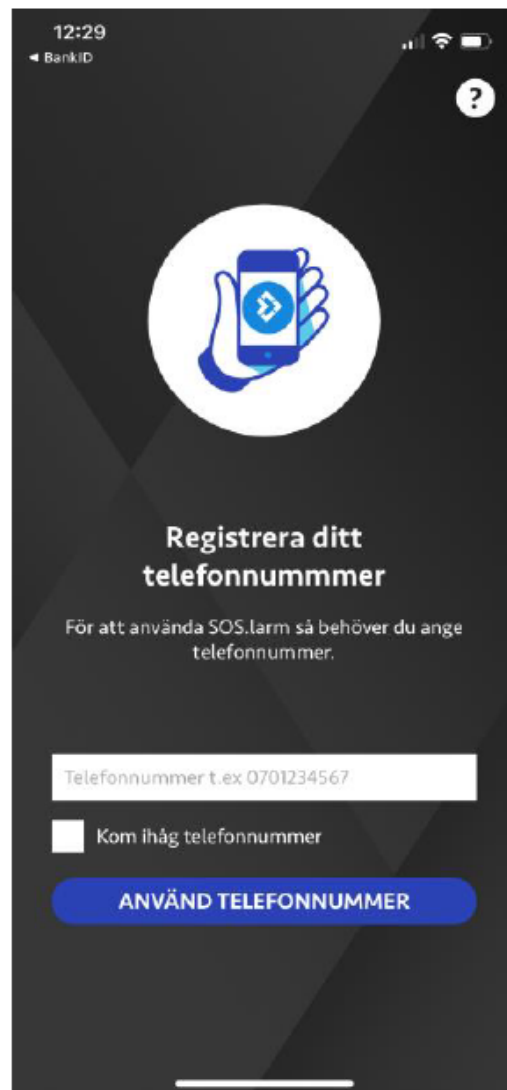 12:29
◄ BankID
?
Registrera ditt
telefonnummmer
För att använda SOS.larm så behöver du ange
telefonnummer.
Telefonnummer t.ex 0701234567
Kom ihåg telefonnummer
ANVÄND TELEFONNUMMER